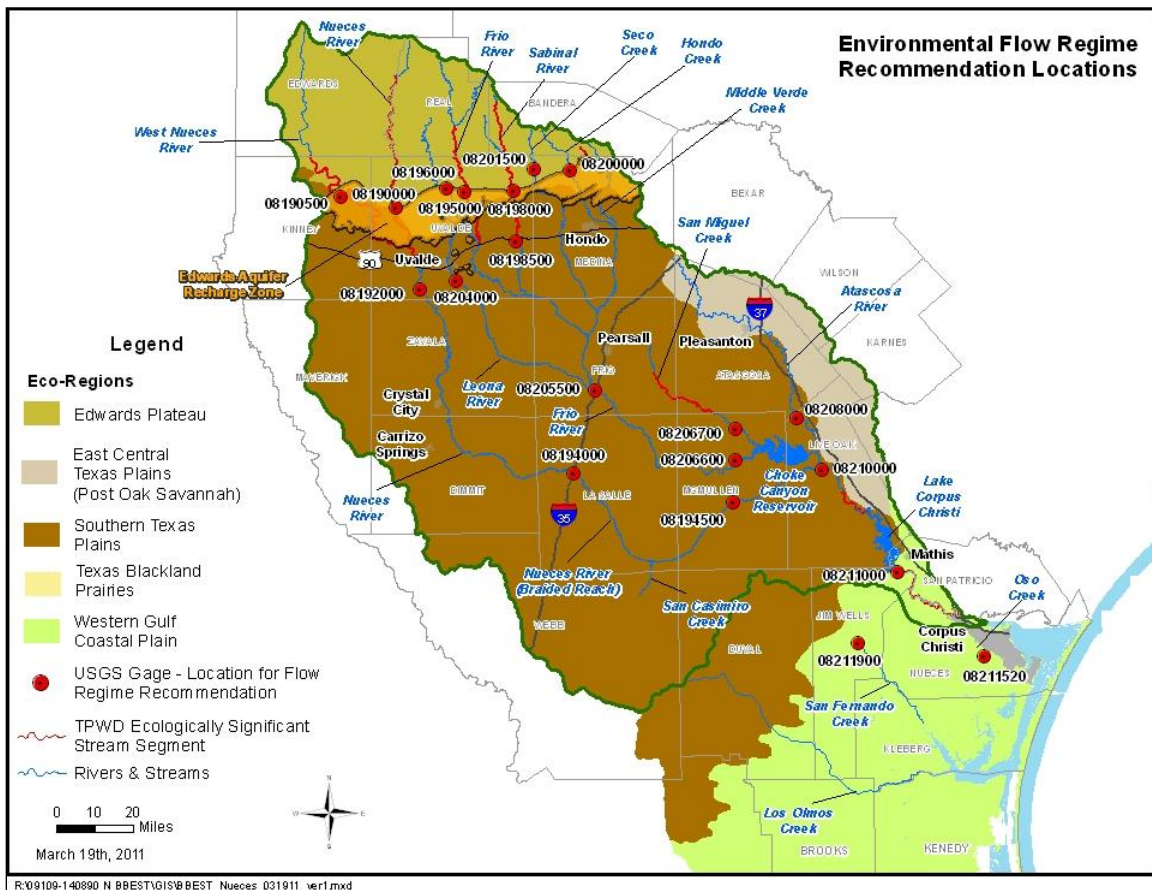 Environmental Flow Regime
Recommendation Locations
Nueces
River
Frio
River
Sabinal
River
Seco
Creek
Hondo
Creek
Middle Verde
Creek
West Nueces
River
EDWARDS
REAL
BANDERA
08201500
08200000
08196000
08190000
08190500
08195000
08198000
KINNEY
UVALDE
BEXAR
San Miguel
Creek
Hondo
MEDINA
90
Uvalde
08198500
Edwards Aquifer
Recharge Zone
08192000
08204000
WILSON
Atascosa
River
37
KARNES
Legend
Pearsall
Pleasanton
ZAVALA
MAVERICK
FRIO
ATASCOSA
Eco-Regions
Edwards Plateau
East Central
Texas Plains
(Post Oak Savannah)
Southern Texas
Plains
Texas Blackland
Prairies
Western Gulf
Coastal Plain
USGS Gage - Location for Flow
Regime Recommendation
TPWD Ecologically Significant
Stream Segment
Rivers & Streams
Crystal
City
Leona
River
08205500
Frio
River
08208000
08206700
Carrizo
Springs
LIVE OAK
08206600
08210000
08194000
Choke
Canyon
Reservoir
Lake
Corpus
Christi
Nueces
River
DIMMIT
LA SALLE
MCMULLEN
08194500
35
Mathis
Nueces River
(Braided Reach)
San Casimiro
Creek
08211000
SAN PATRICIO
Oso
Creek
WEBB
DUVAL
JIM WELLS
Corpus
Christi
08211900
NUECES
08211520
San Fernando
Creek
KLEBERG
Los Olmos
Creek
BROOKS
KENEDY
0 10 20
Miles
N
W
E
S
March 19th, 2011
R:\09109-140890 N BBEST\GIS\BBEST_Nueces_031911_ver1.mxd